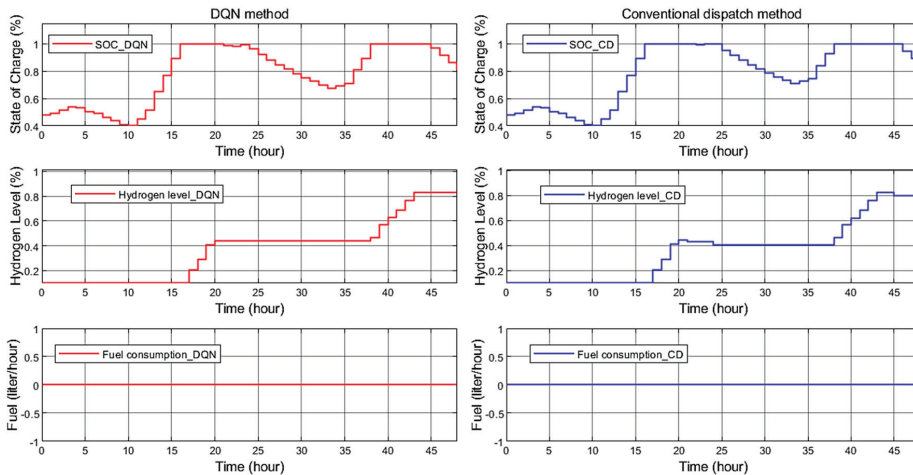 DQN method
Conventional dispatch method
State of Charge (%)
1
0.8
0.6
0.4
SOC_DQN
0 5 10 15 20 25 30 35 40 45
Time (hour)
State of Charge (%)
1
0.8
0.6
0.4
SOC_CD
0 5 10 15 20 25 30 35 40 45
Time (hour)
Hydrogen Level (%)
1
0.8
0.6
0.4
0.2
Hydrogen level_DQN
0 5 10 15 20 25 30 35 40 45
Time (hour)
Hydrogen Level (%)
1
0.8
0.6
0.4
0.2
Hydrogen level_CD
0 5 10 15 20 25 30 35 40 45
Time (hour)
Fuel (liter/hour)
1
0.5
0
-0.5
-1
Fuel consumption_DQN
0 5 10 15 20 25 30 35 40 45
Time (hour)
Fuel (liter/hour)
1
0.5
0
-0.5
-1
Fuel consumption_CD
0 5 10 15 20 25 30 35 40 45
Time (hour)